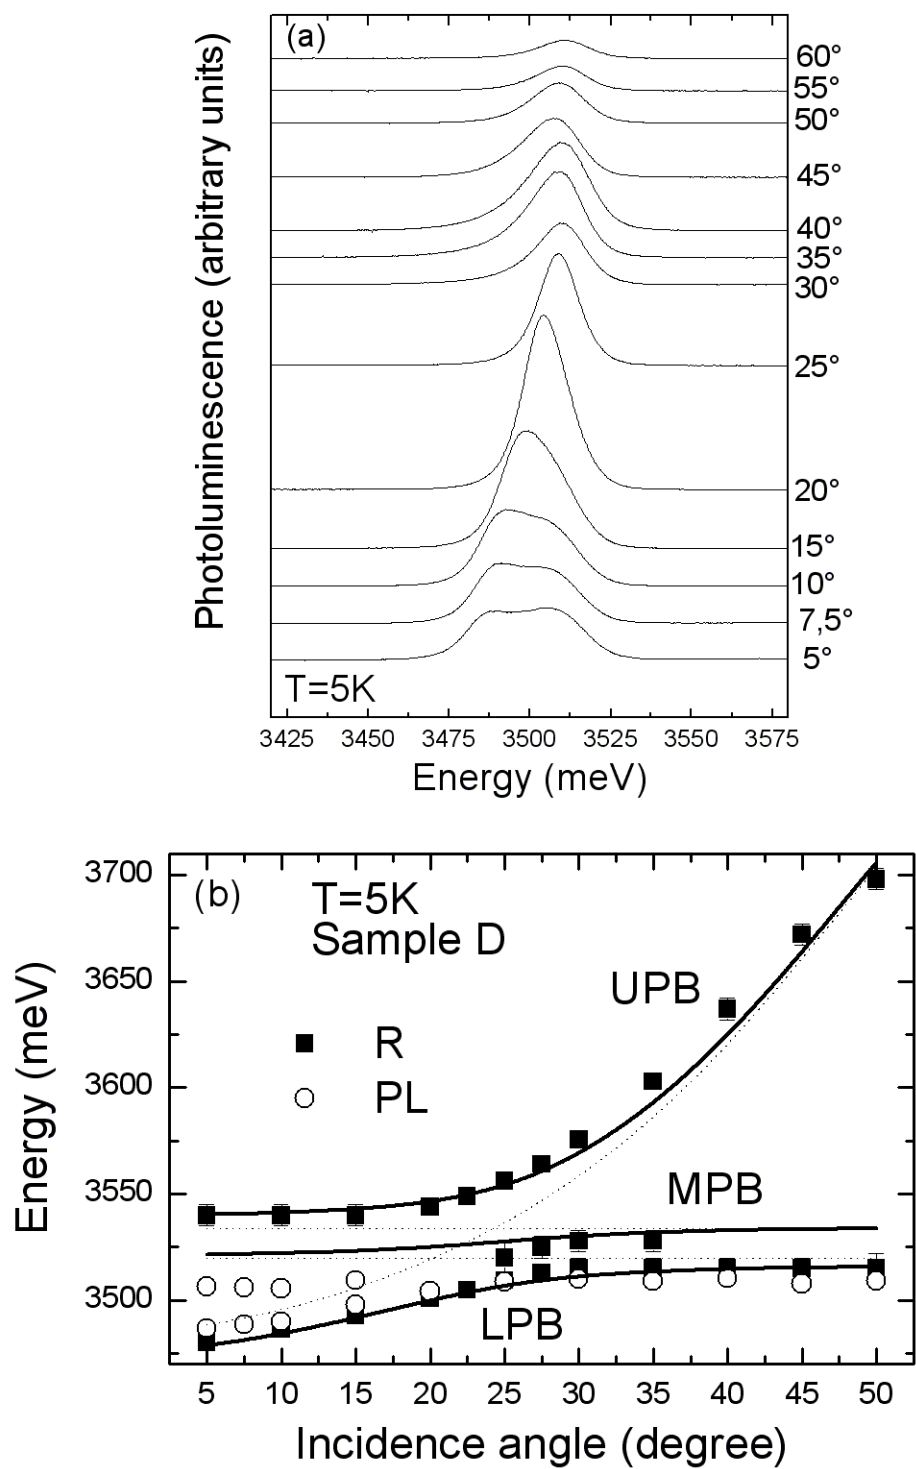 (a)
Photoluminescence (arbitrary units)
60°
55°
50°
45°
40°
35°
30°
25°
20°
15°
10°
7,5°
5°
T=5K
3425 3450 3475 3500 3525 3550 3575
Energy (meV)
(b)
T=5K
Sample D
UPB
R
PL
MPB
LPB
Energy (meV)
3700
3650
3600
3550
3500
5 10 15 20 25 30 35 40 45 50
Incidence angle (degree)